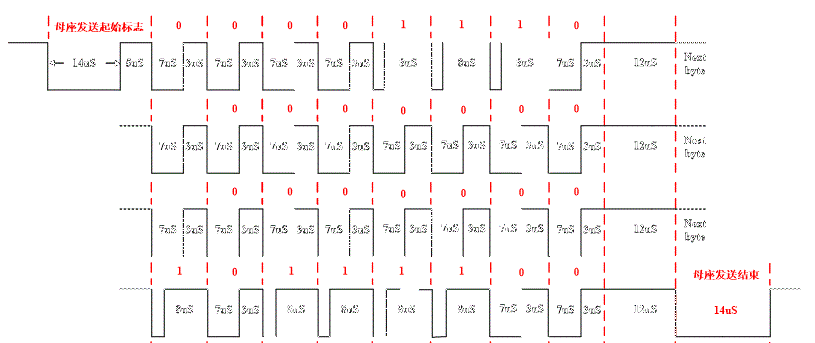 母座发送起始标志 0 0 0 0 1 1 1 0
14uS 7uS 3uS 7uS 3uS 7uS 3uS 7uS 3uS 8uS 7uS 3uS 12uS Next
byte
0 0 0 0 0 0 0
7uS 3uS 7uS 3uS 7uS 3uS 7uS 3uS 7uS 3uS 7uS 3uS 7uS 3uS 7uS 3uS 12uS Next
byte
0 0 0 0 0 0 0
7uS 3uS 7uS 3uS 7uS 3uS 7uS 3uS 7uS 3uS 7uS 3uS 7uS 3uS 7uS 3uS 12uS Next
byte
1 0 1 1 1 1 0 0 母座发送结束
8uS 7uS 3uS 8uS 8uS 8uS 8uS 7uS 3uS 7uS 3uS 12uS 14uS